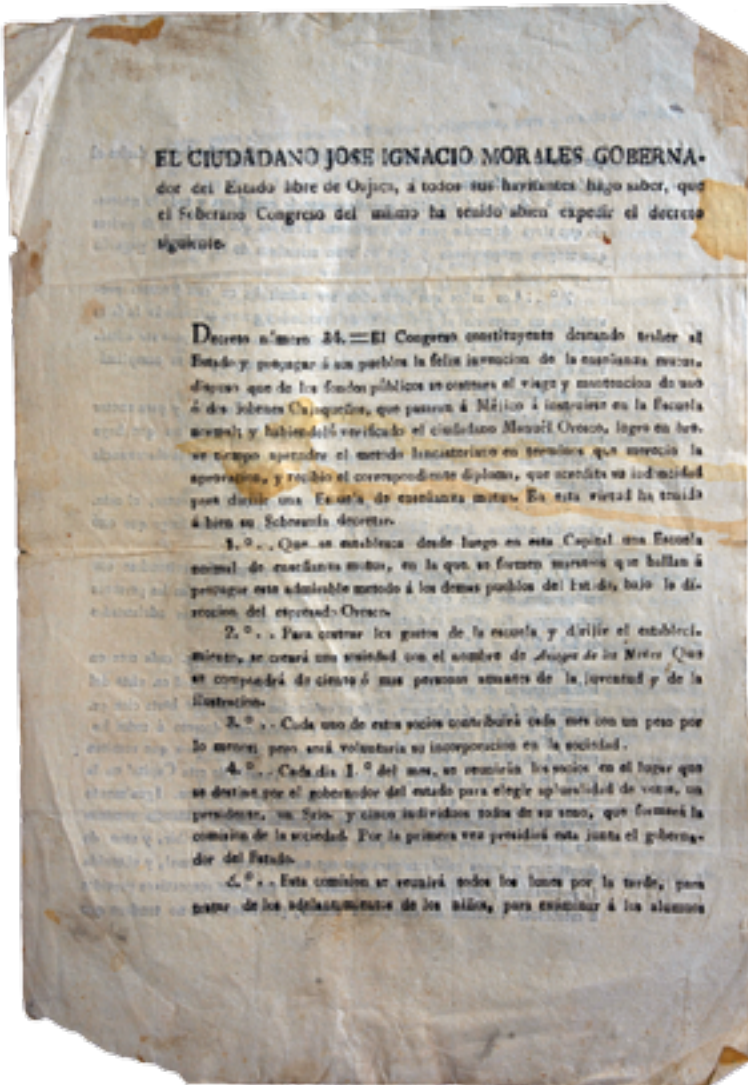 EL CIUDADANO JOSE IGNACIO MORALES GOBERNA-
dor del Estado libre de Oajaca, á todos sus havitantes hago saber, que
el Soberano Congreso del mismo ha tenido abien expedir el decreto
siguiente.
Decreto número 24.=El Congreso constituyente deseando traher al
Estado y propagar á sus pueblos la feliz invencion de la enseñanza mutua,
dispuso que de los fondos públicos se costease el viage y manutencion de uno
ó dos Jobenes Oajaqueños, que pasasen á Méjico á instruirse en la Escuela
normal; y habiendolo verificado el ciudadano Manuel Orosco, logro en bre-
ve tiempo aprender el metodo lancasteriano en terminos que merecio la
aprovacion, y recibio el correspondiente diploma, que acredita su idoneidad
para dirigir una Escuela de enseñanza mutua. En esta virtud ha tenido
á bien su Soberanía decretar.
1.º.. Que se establezca desde luego en esta Capital una Escuela
normal de enseñanza mutua, en la que se formen maestros que hallan á
propagar este admirable metodo á los demas pueblos del Estado, bajo la di-
reccion del espresado Orosco.
2.º.. Para costear los gastos de la escuela y dirijir el estableci-
miento, se creará una sociedad con el nombre de Amiga de los Niños Que
se compondrá de ciento ó mas personas amantes de la juventud y de la
ilustracion.
3.º.. Cada uno de estos socios contribuirá cada mes con un peso por
lo menos; pero será voluntaria su incorporacion en la sociedad.
4.º.. Cada dia 1.º del mes, se reunirán los socios en el lugar que
se destine por el gobernador del estado para elegir apluralidad de votos, un
presidente, un Srio. y cinco individuos todos de su seno, que formará la
comision de la sociedad. Por la primera vez presidirá esta junta el goberna-
dor del Estado.
5.º.. Esta comision se reunirá todos los lunes por la tarde, para
tratar de los adelantamientos de los niños, para examinar á los alumnos